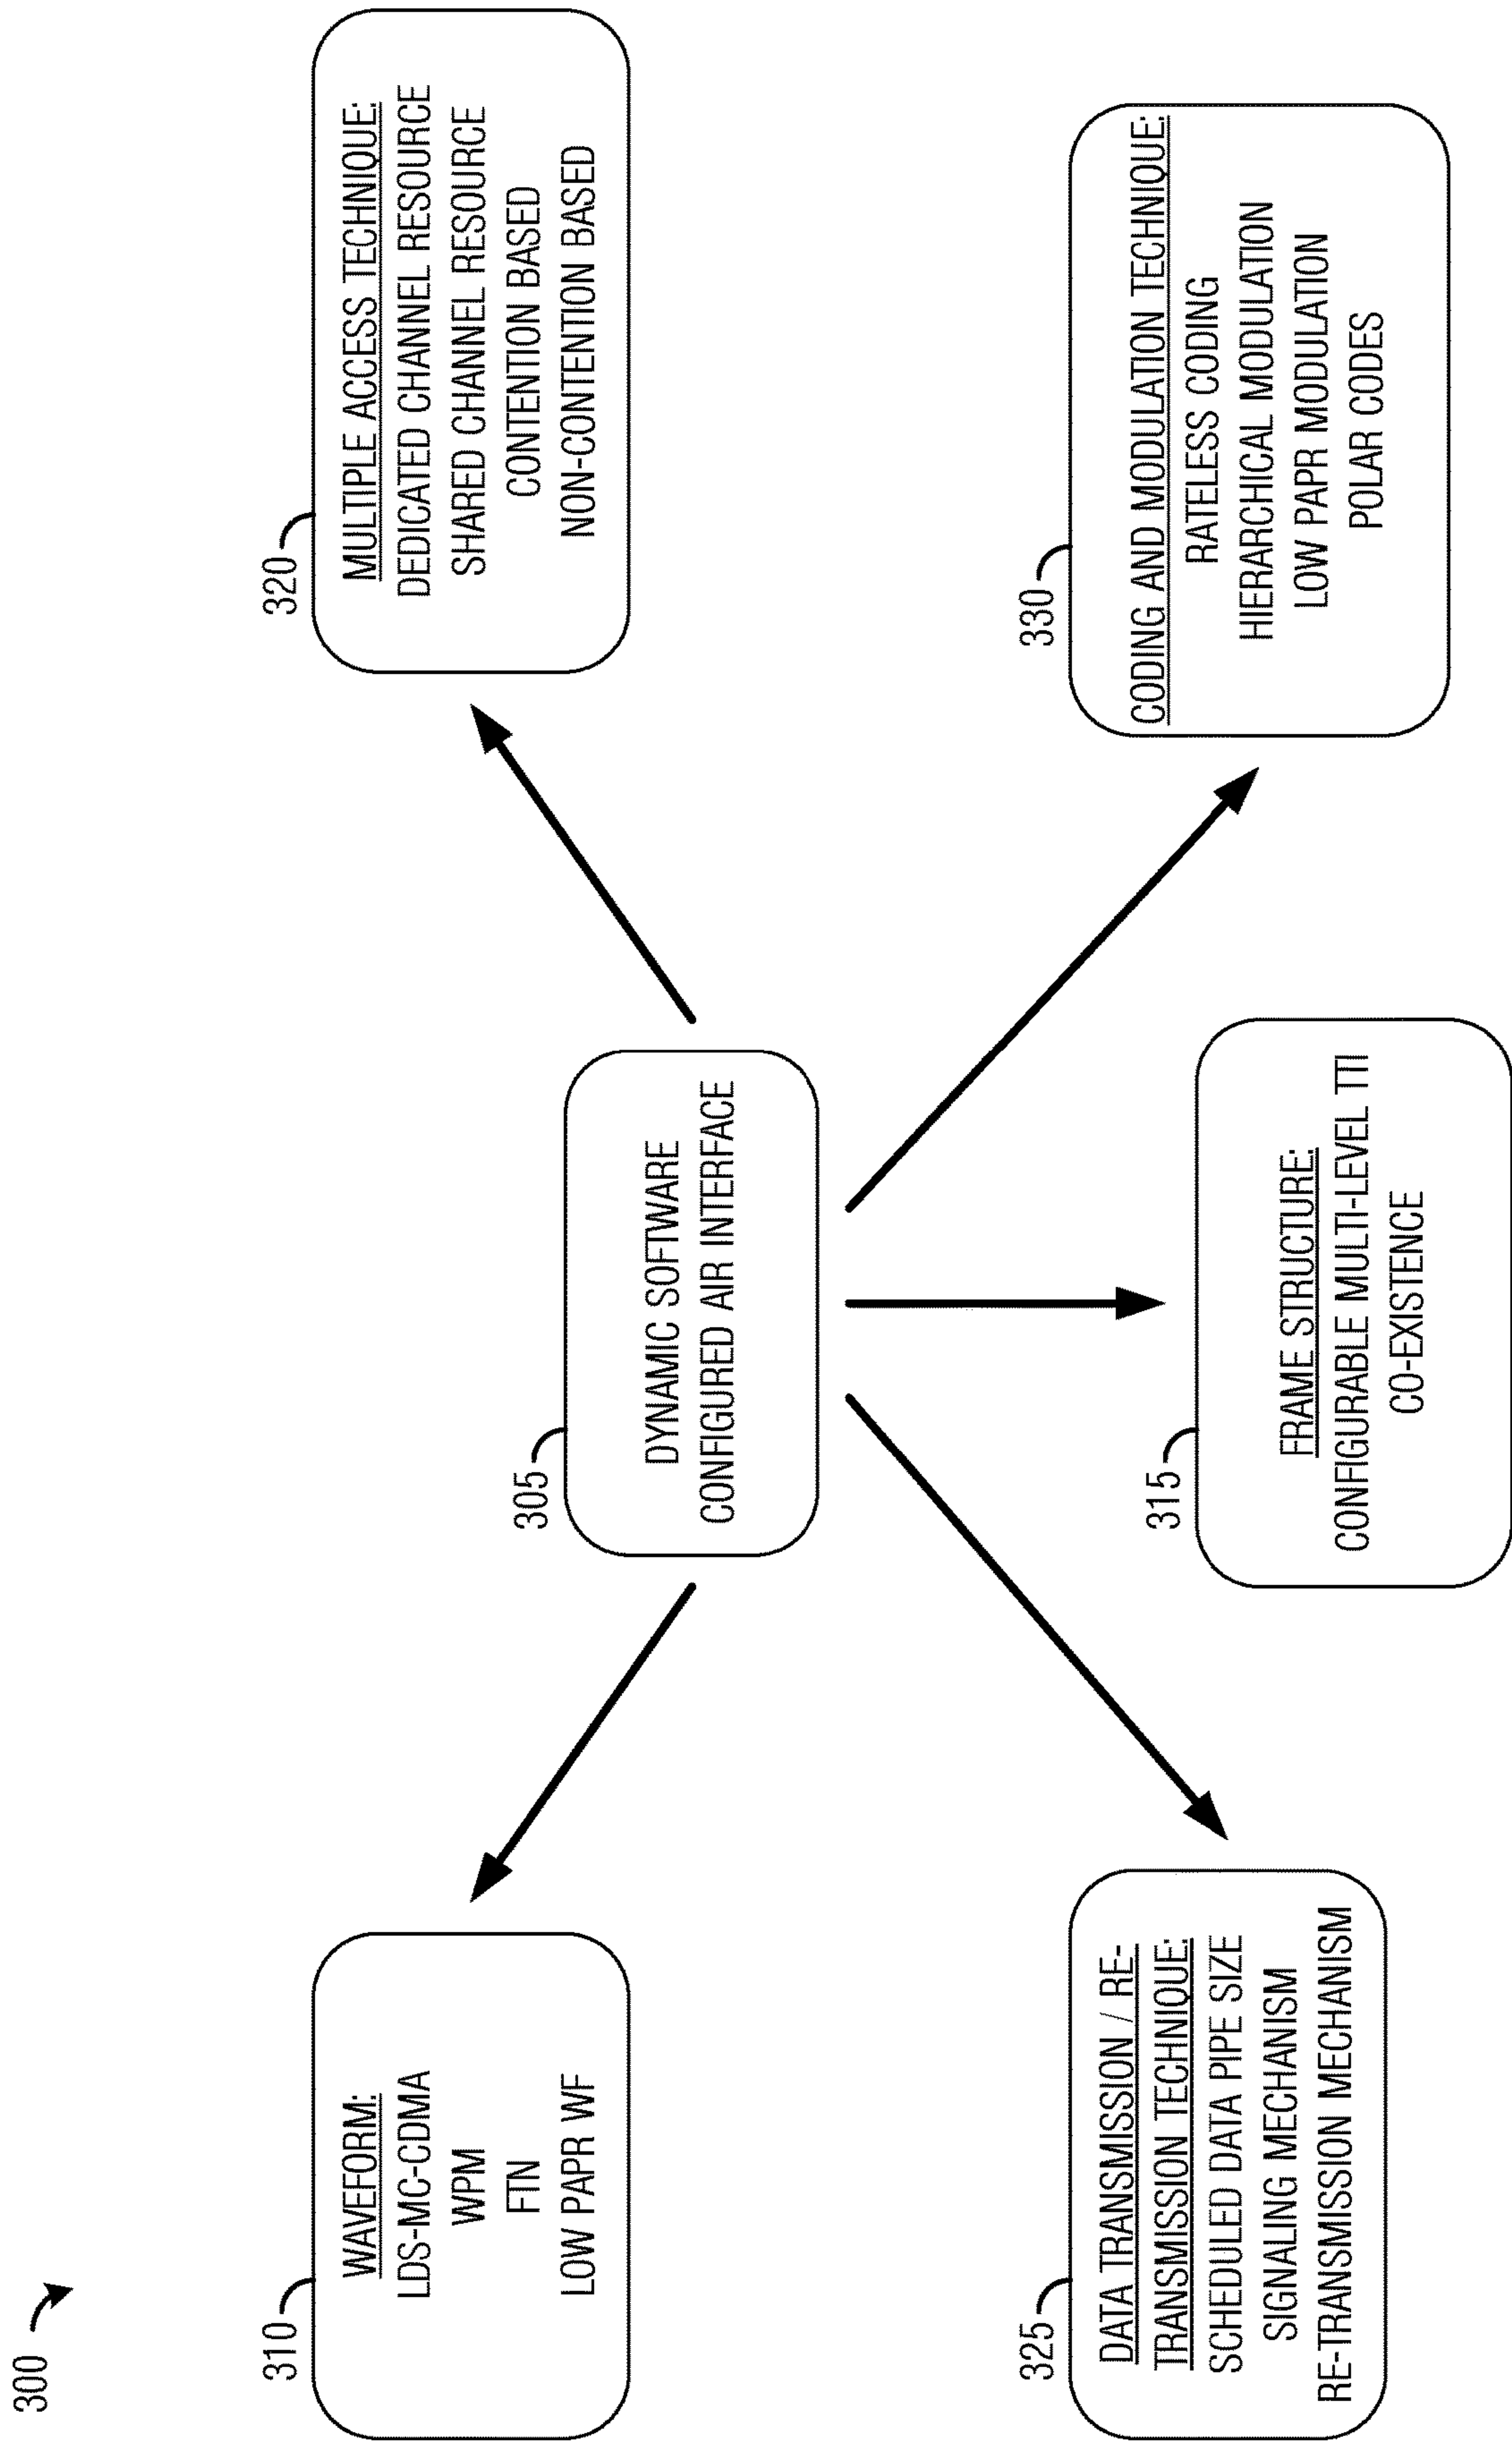 300
310
WAVEFORM:
LDS-MC-CDMA
WPM
FTN
LOW PAPR WF
320
MULTIPLE ACCESS TECHNIQUE:
DEDICATED CHANNEL RESOURCE
SHARED CHANNEL RESOURCE
CONTENTION BASED
NON-CONTENTION BASED
305
DYNAMIC SOFTWARE
CONFIGURED AIR INTERFACE
325
DATA TRANSMISSION / RE-
TRANSMISSION TECHNIQUE:
SCHEDULED DATA PIPE SIZE
SIGNALING MECHANISM
RE-TRANSMISSION MECHANISM
315
FRAME STRUCTURE:
CONFIGURABLE MULTI-LEVEL TTI
CO-EXISTENCE
330
CODING AND MODULATION TECHNIQUE:
RATELESS CODING
HIERARCHICAL MODULATION
LOW PAPR MODULATION
POLAR CODES